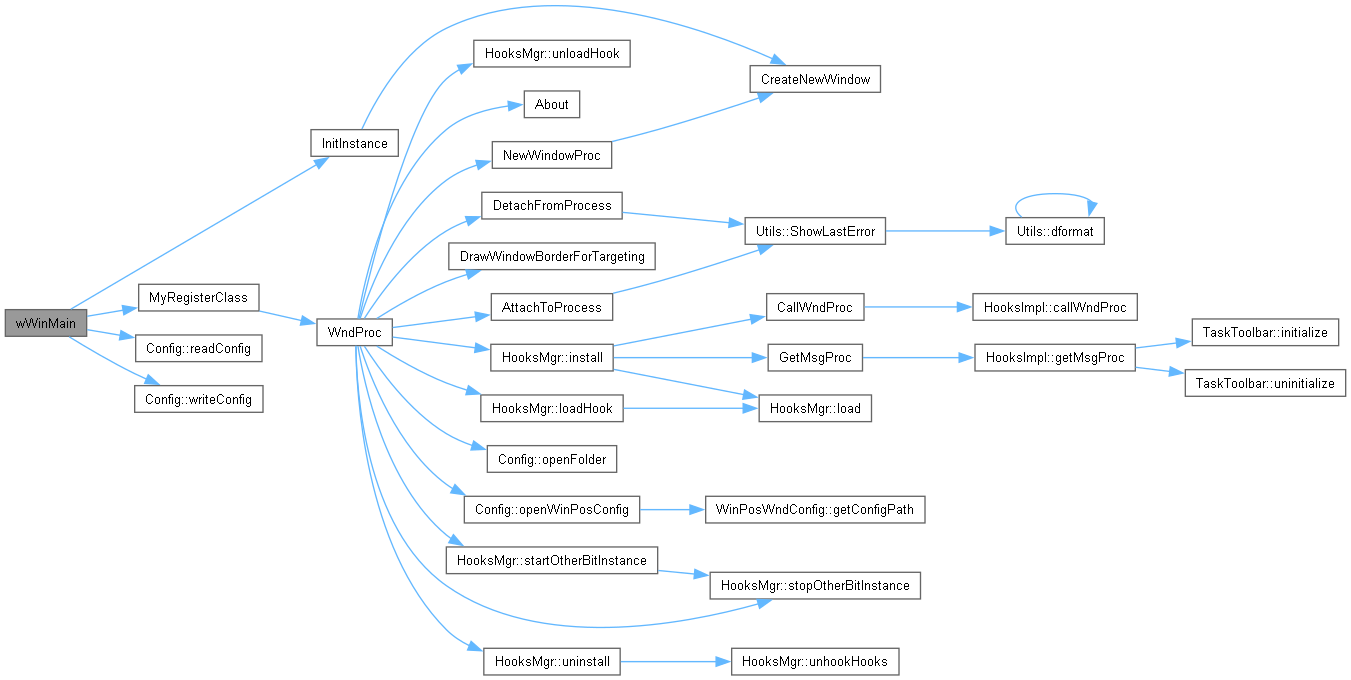 wWinMain
InitInstance
MyRegisterClass
Config::readConfig
Config::writeConfig
WndProc
HooksMgr::unloadHook
About
NewWindowProc
DetachFromProcess
DrawWindowBorderForTargeting
AttachToProcess
HooksMgr::install
HooksMgr::loadHook
Config::openFolder
Config::openWinPosConfig
HooksMgr::startOtherBitInstance
HooksMgr::uninstall
CreateNewWindow
Utils::ShowLastError
CallWndProc
GetMsgProc
HooksMgr::load
WinPosWndConfig::getConfigPath
HooksMgr::stopOtherBitInstance
HooksMgr::unhookHooks
Utils::dformat
HooksImpl::callWndProc
HooksImpl::getMsgProc
TaskToolbar::initialize
TaskToolbar::uninitialize